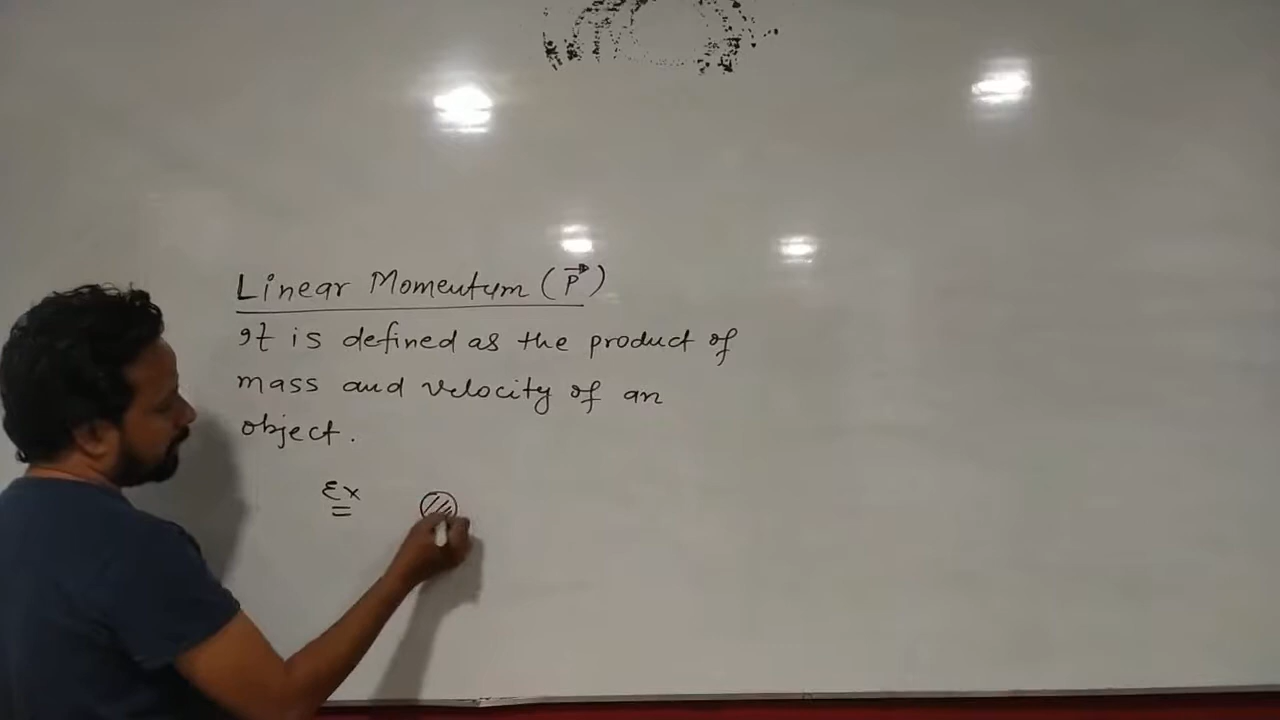 Linear Momentum (P⃗)
It is defined as the product of
mass and velocity of an
object.
Ex